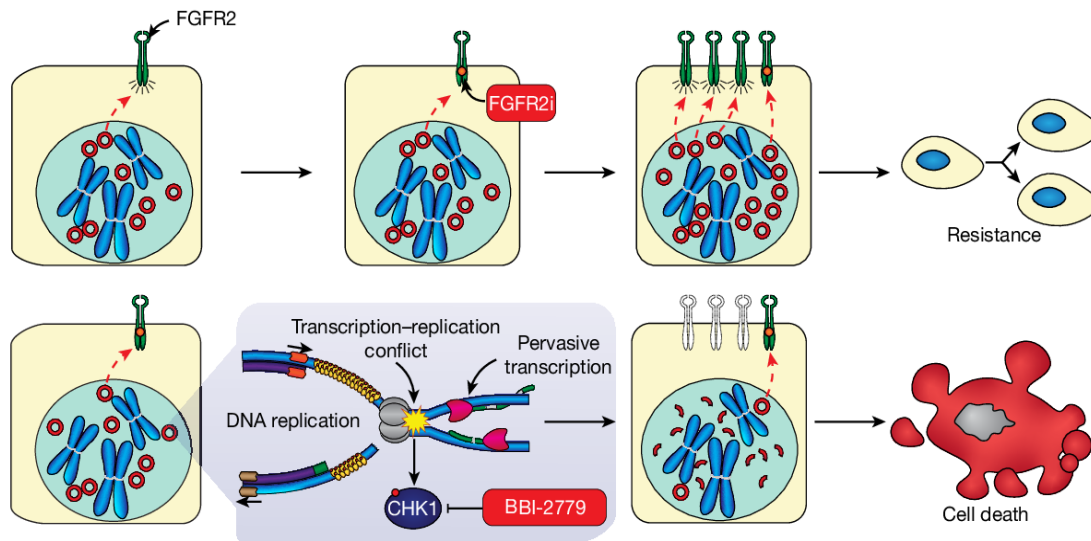 FGFR2
FGFR2i
Resistance
Transcription–replication
conflict
Pervasive
transcription
DNA replication
CHK1
BBI-2779
Cell death